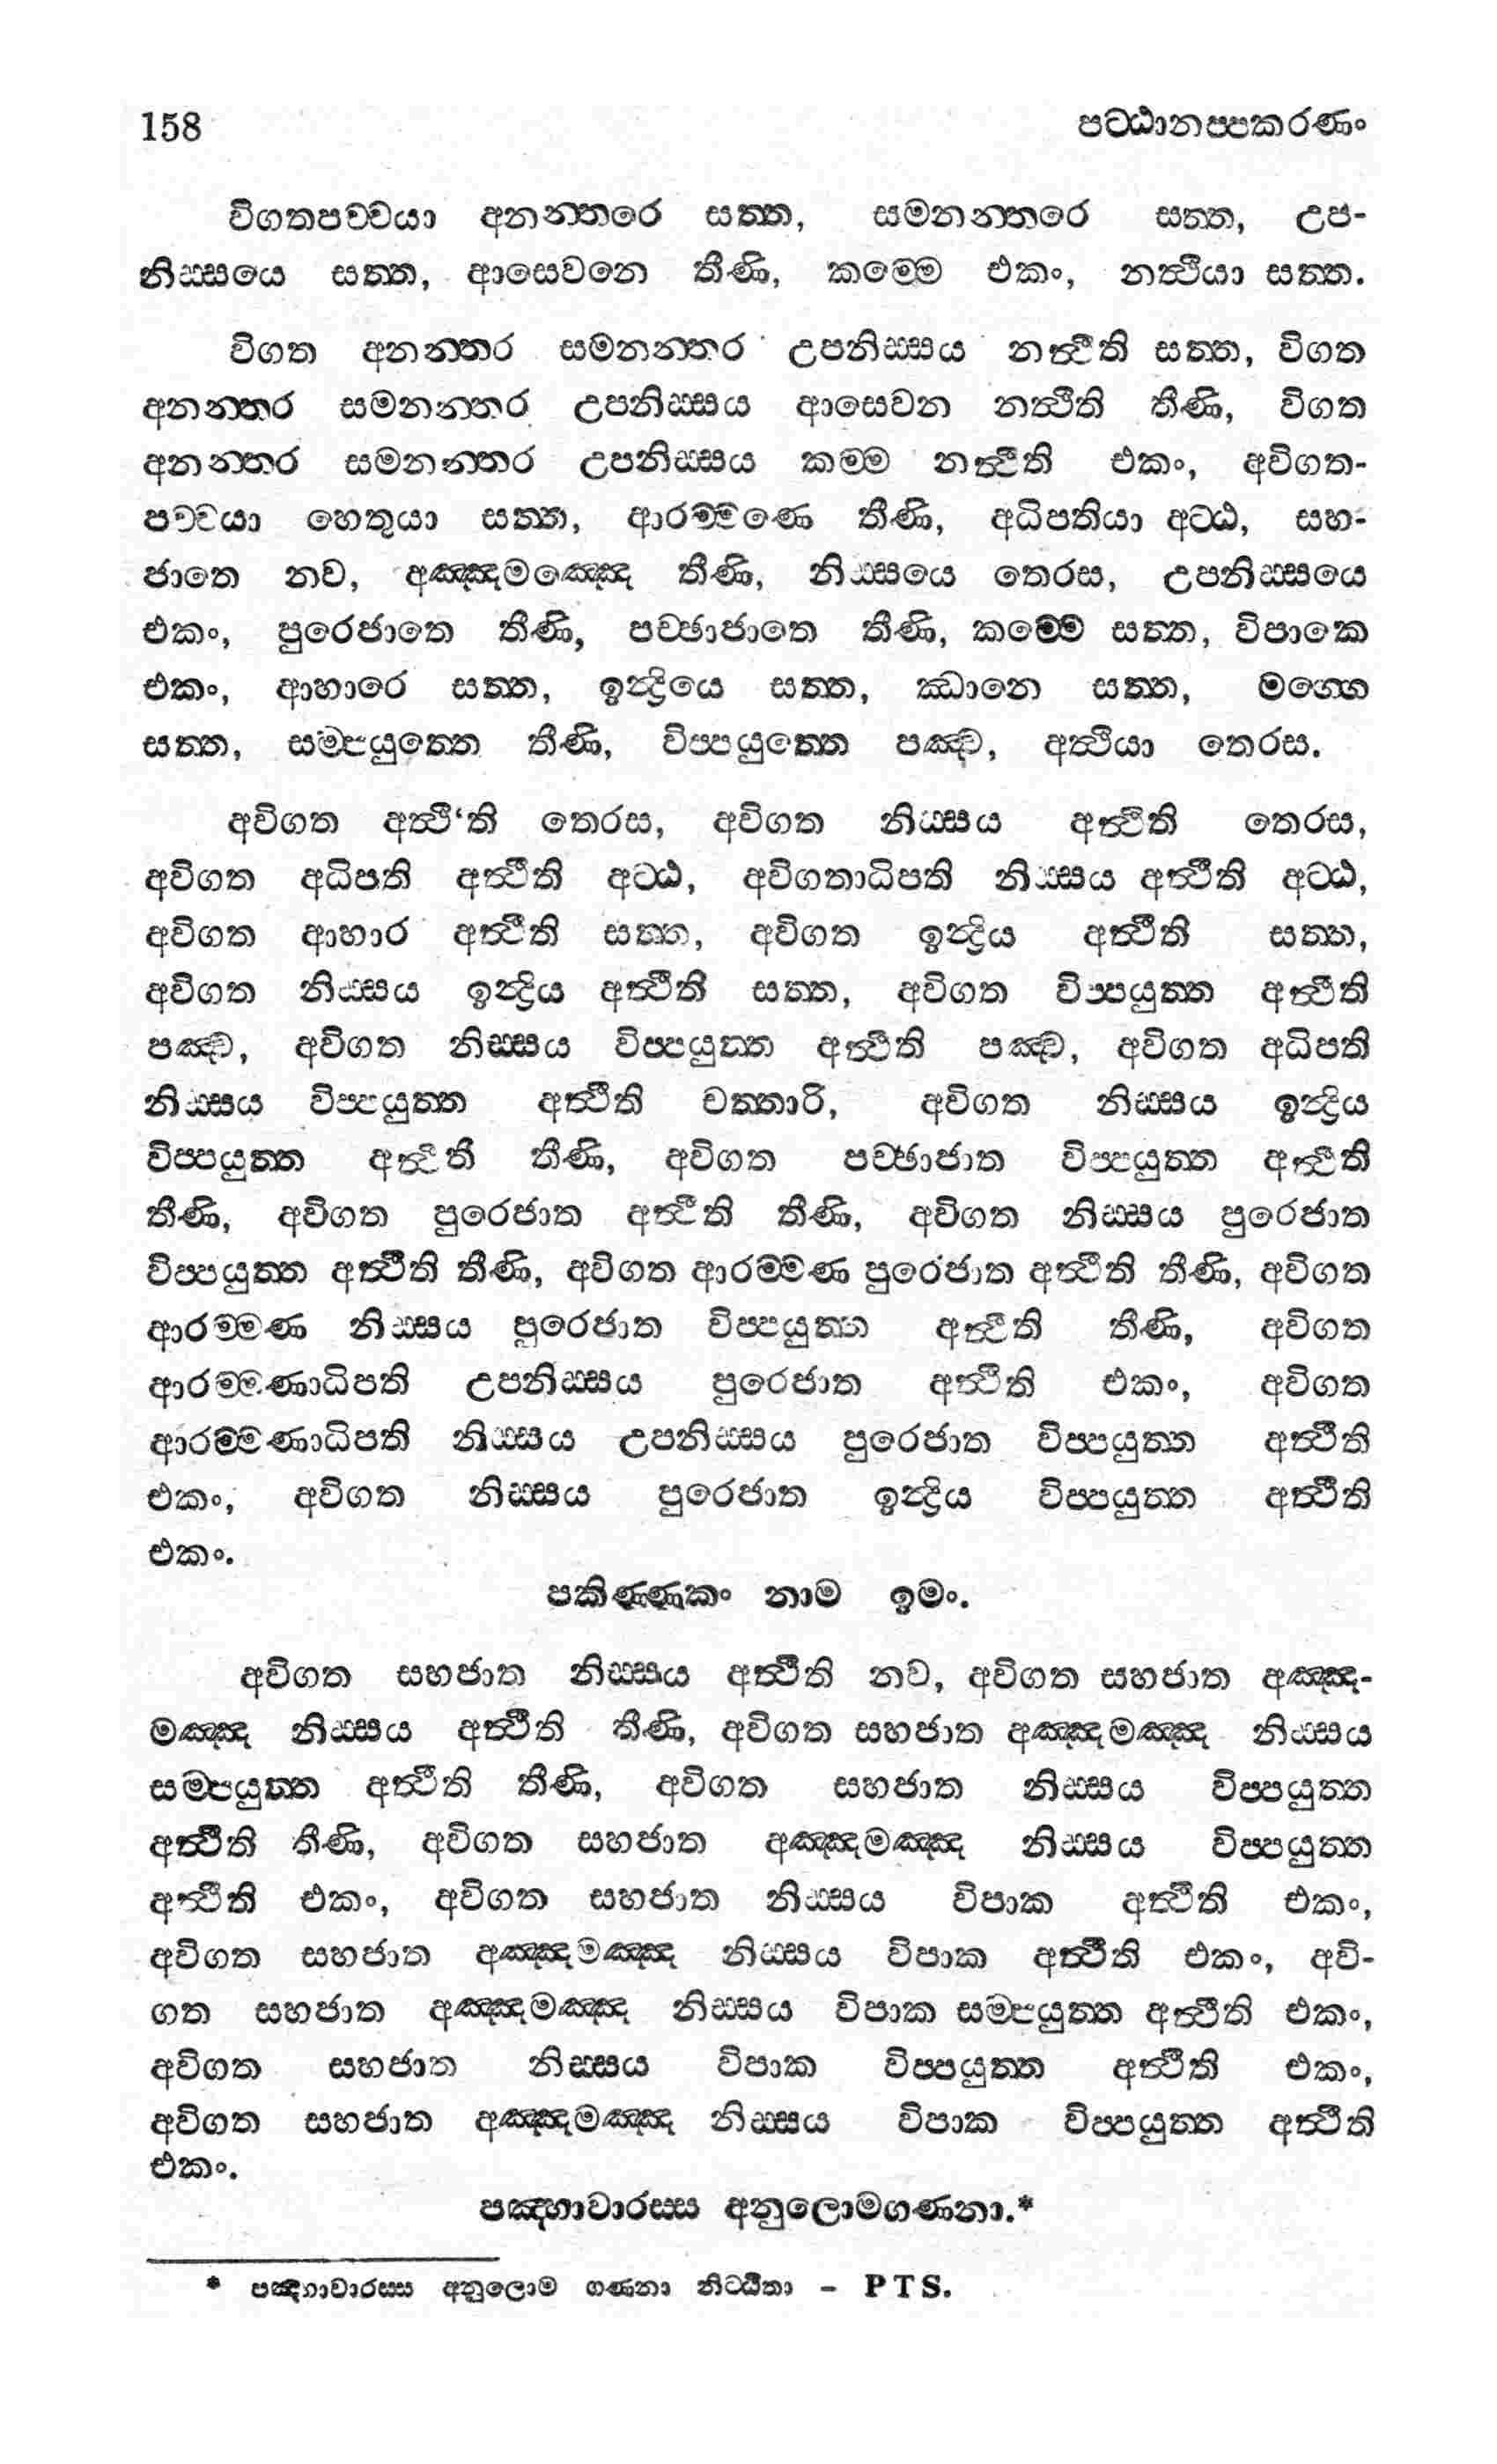 158 පට්ඨානප්පකරණං
විගතපච්චයා අනන්තරෙ සත්ත, සමනන්තරෙ සත්ත, උප-
නිස්සයෙ සත්ත, ආසෙවනෙ තීණි, කම්මෙ එකං, නත්ථියා සත්ත.
විගත අනන්තර සමනන්තර උපනිස්සය නත්ථීති සත්ත, විගත
අනන්තර සමනන්තර උපනිස්සය ආසෙවන නත්ථීති තීණි, විගත
අනන්තර සමනන්තර උපනිස්සය කම්ම නත්ථීති එකං, අවිගත-
පච්චයා හෙතුයා සත්ත, ආරම්මණෙ තීණි, අධිපතියා අට්ඨ, සහ-
ජාතෙ නව, අඤ්ඤමඤ්ඤෙ තීණි, නිස්සයෙ තෙරස, උපනිස්සයෙ
එකං, පුරෙජාතෙ තීණි, පච්ඡාජාතෙ තීණි, කම්මෙ සත්ත, විපාකෙ
එකං, ආහාරෙ සත්ත, ඉන්ද්‍රියෙ සත්ත, ඣානෙ සත්ත, මග්ගෙ
සත්ත, සම්පයුත්තෙ තීණි, විප්පයුත්තෙ පඤ්ච, අත්ථියා තෙරස.
අවිගත අත්ථී‘ති තෙරස, අවිගත නිස්සය අත්ථීති තෙරස,
අවිගත අධිපති අත්ථීති අට්ඨ, අවිගතාධිපති නිස්සය අත්ථීති අට්ඨ,
අවිගත ආහාර අත්ථීති සත්ත, අවිගත ඉන්ද්‍රිය අත්ථීති සත්ත,
අවිගත නිස්සය ඉන්ද්‍රිය අත්ථීති සත්ත, අවිගත විප්පයුත්ත අත්ථීති
පඤ්ච, අවිගත නිස්සය විප්පයුත්ත අත්ථීති පඤ්ච, අවිගත අධිපති
නිස්සය විප්පයුත්ත අත්ථීති චත්තාරි, අවිගත නිස්සය ඉන්ද්‍රිය
විප්පයුත්ත අත්ථීති තීණි, අවිගත පච්ඡාජාත විප්පයුත්ත අත්ථීති
තීණි, අවිගත පුරෙජාත අත්ථීති තීණි, අවිගත නිස්සය පුරෙජාත
විප්පයුත්ත අත්ථීති තීණි, අවිගත ආරම්මණ පුරෙජාත අත්ථීති තීණි, අවිගත
ආරම්මණ නිස්සය පුරෙජාත විප්පයුත්ත අත්ථීති තීණි, අවිගත
ආරම්මණාධිපති උපනිස්සය පුරෙජාත අත්ථීති එකං, අවිගත
ආරම්මණාධිපති නිස්සය උපනිස්සය පුරෙජාත විප්පයුත්ත අත්ථීති
එකං, අවිගත නිස්සය පුරෙජාත ඉන්ද්‍රිය විප්පයුත්ත අත්ථීති
එකං.
පකිණ්ණකං නාම ඉමං.
අවිගත සහජාත නිස්සය අත්ථීති නව, අවිගත සහජාත අඤ්ඤ-
මඤ්ඤ නිස්සය අත්ථීති තීණි, අවිගත සහජාත අඤ්ඤමඤ්ඤ නිස්සය
සම්පයුත්ත අත්ථීති තීණි, අවිගත සහජාත නිස්සය විප්පයුත්ත
අත්ථීති තීණි, අවිගත සහජාත අඤ්ඤමඤ්ඤ නිස්සය විප්පයුත්ත
අත්ථීති එකං, අවිගත සහජාත නිස්සය විපාක අත්ථීති එකං,
අවිගත සහජාත අඤ්ඤමඤ්ඤ නිස්සය විපාක අත්ථීති එකං, අවි-
ගත සහජාත අඤ්ඤමඤ්ඤ නිස්සය විපාක සම්පයුත්ත අත්ථීති එකං,
අවිගත සහජාත නිස්සය විපාක විප්පයුත්ත අත්ථීති එකං,
අවිගත සහජාත අඤ්ඤමඤ්ඤ නිස්සය විපාක විප්පයුත්ත අත්ථීති
එකං.
පඤ්හාවාරස්ස අනුලොමගණනා.*
* පඤ්හාවාරස්ස අනුලොම ගණනා නිට්ඨිතා – PTS.